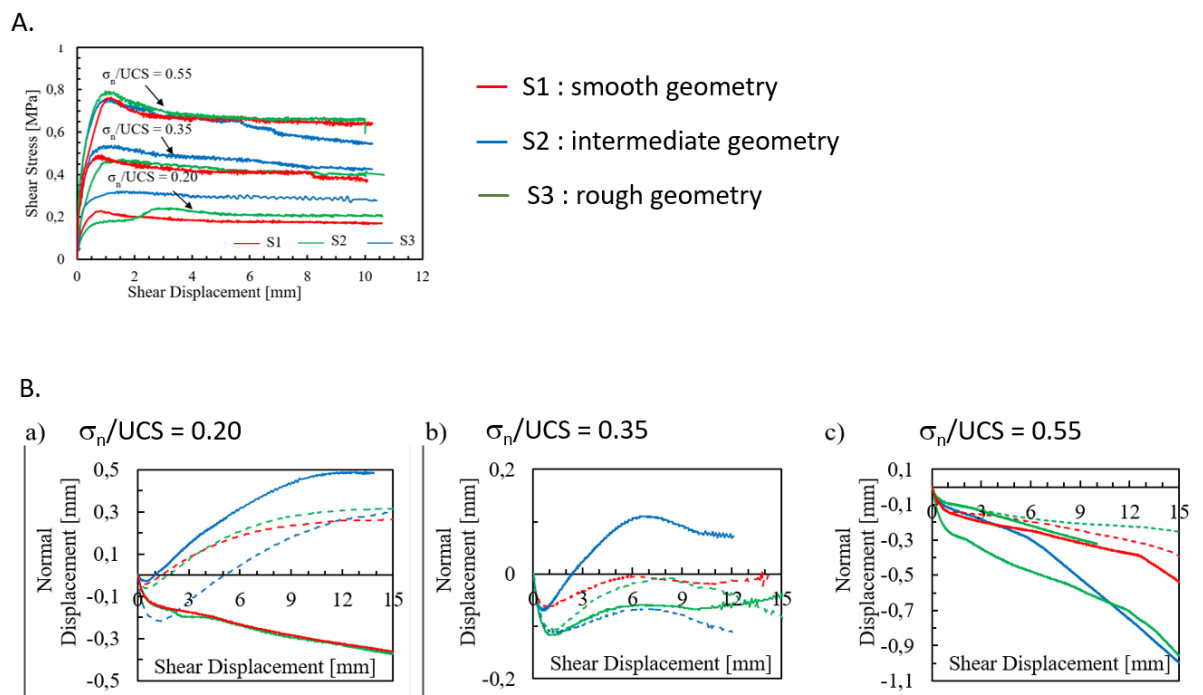 A.
1
0,8
0,6
0,4
0,2
0
0 2 4 6 8 10 12
Shear Stress [MPa]
Shear Displacement [mm]
σn/UCS = 0.55
σn/UCS = 0.35
σn/UCS = 0.20
S1 S2 S3
S1 : smooth geometry
S2 : intermediate geometry
S3 : rough geometry
B.
a) σn/UCS = 0.20
0,5
0,3
0,1
-0,1
-0,3
-0,5
0 3 6 9 12 15
Normal
Displacement [mm]
Shear Displacement [mm]
b) σn/UCS = 0.35
0,2
0
-0,2
0 3 6 9 12 15
Normal
Displacement [mm]
Shear Displacement [mm]
c) σn/UCS = 0.55
0,1
-0,1
-0,3
-0,5
-0,7
-0,9
-1,1
0 3 6 9 12 15
Normal
Displacement [mm]
Shear Displacement [mm]